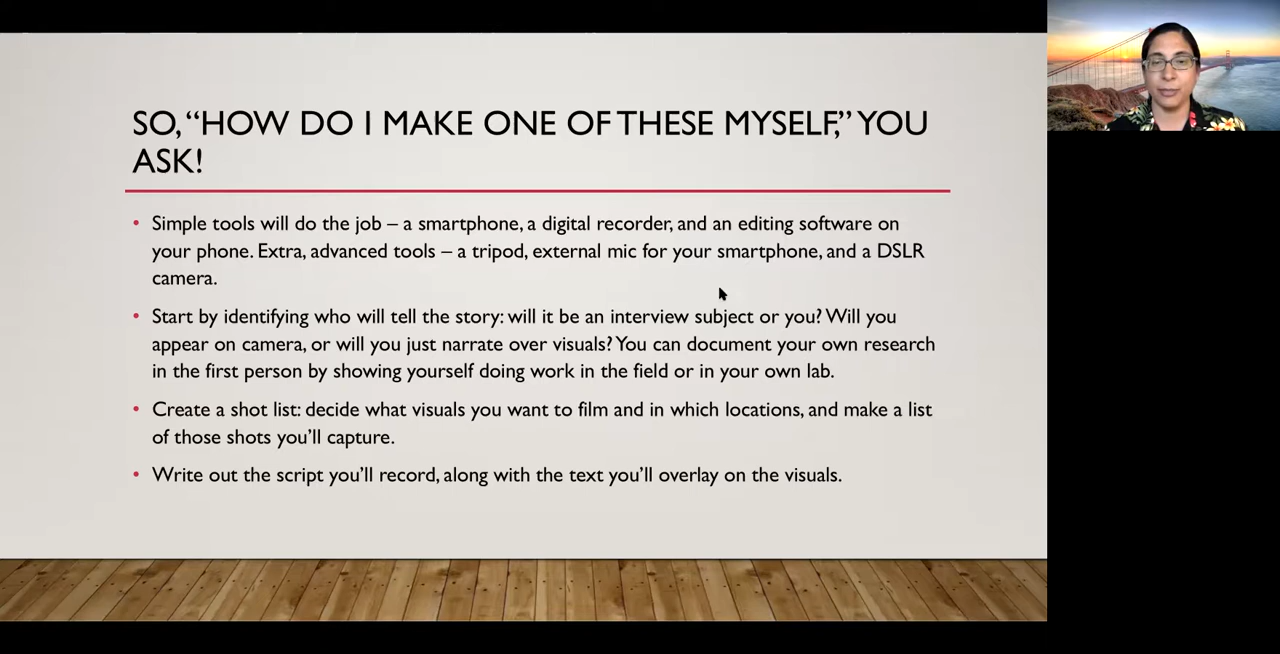 SO, “HOW DO I MAKE ONE OF THESE MYSELF,” YOU
ASK!
• Simple tools will do the job – a smartphone, a digital recorder, and an editing software on
your phone. Extra, advanced tools – a tripod, external mic for your smartphone, and a DSLR
camera.
• Start by identifying who will tell the story: will it be an interview subject or you? Will you
appear on camera, or will you just narrate over visuals? You can document your own research
in the first person by showing yourself doing work in the field or in your own lab.
• Create a shot list: decide what visuals you want to film and in which locations, and make a list
of those shots you’ll capture.
• Write out the script you’ll record, along with the text you’ll overlay on the visuals.